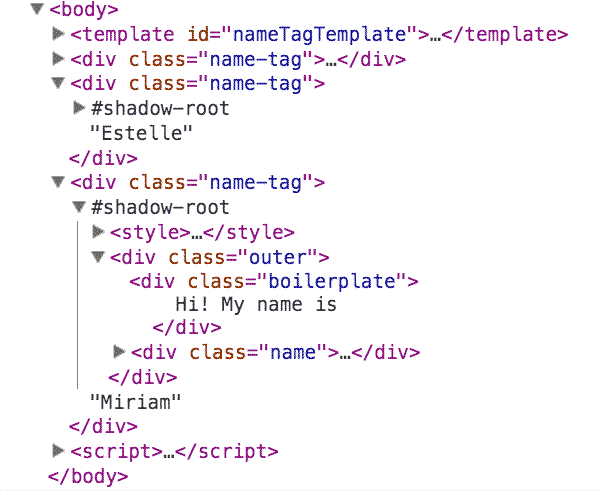 <body>
<template id="nameTagTemplate">…</template>
<div class="name-tag">…</div>
<div class="name-tag">
#shadow-root
"Estelle"
</div>
<div class="name-tag">
#shadow-root
<style>…</style>
<div class="outer">
<div class="boilerplate">
Hi! My name is
</div>
<div class="name">…</div>
</div>
"Miriam"
</div>
<script>…</script>
</body>